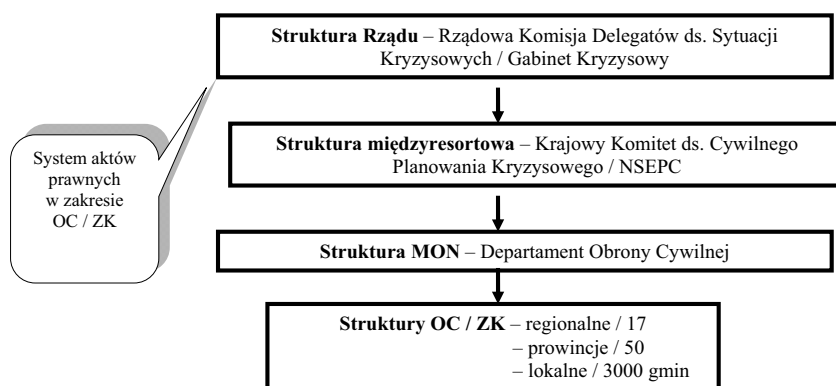 Struktura Rządu – Rządowa Komisja Delegatów ds. Sytuacji
Kryzysowych / Gabinet Kryzysowy
System aktów
prawnych
w zakresie
OC / ZK
Struktura międzyresortowa – Krajowy Komitet ds. Cywilnego
Planowania Kryzysowego / NSEPC
Struktura MON – Departament Obrony Cywilnej
Struktury OC / ZK – regionalne / 17
– prowincje / 50
– lokalne / 3000 gmin